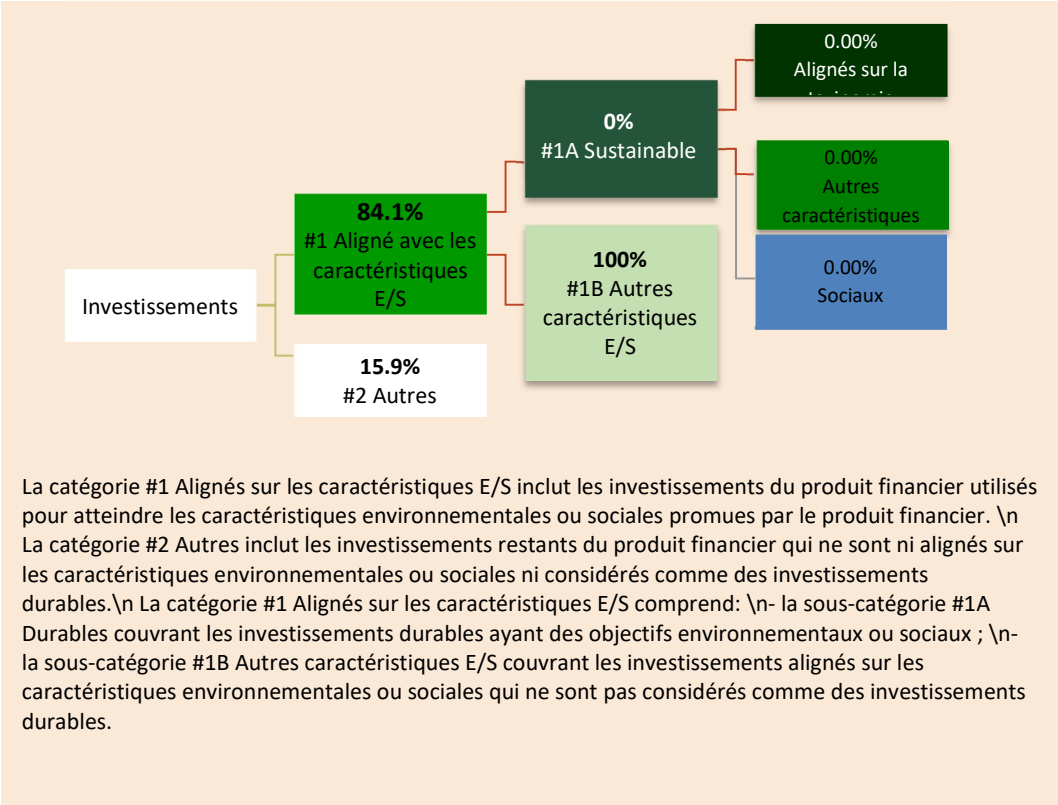 0.00%
Alignés sur la
0%
#1A Sustainable
0.00%
Autres
caractéristiques
84.1%
#1 Aligné avec les
caractéristiques
E/S
100%
#1B Autres
caractéristiques
E/S
0.00%
Sociaux
Investissements
15.9%
#2 Autres
La catégorie #1 Alignés sur les caractéristiques E/S inclut les investissements du produit financier utilisés
pour atteindre les caractéristiques environnementales ou sociales promues par le produit financier. \n
La catégorie #2 Autres inclut les investissements restants du produit financier qui ne sont ni alignés sur
les caractéristiques environnementales ou sociales ni considérés comme des investissements
durables.\n La catégorie #1 Alignés sur les caractéristiques E/S comprend: \n- la sous-catégorie #1A
Durables couvrant les investissements durables ayant des objectifs environnementaux ou sociaux ; \n-
la sous-catégorie #1B Autres caractéristiques E/S couvrant les investissements alignés sur les
caractéristiques environnementales ou sociales qui ne sont pas considérés comme des investissements
durables.